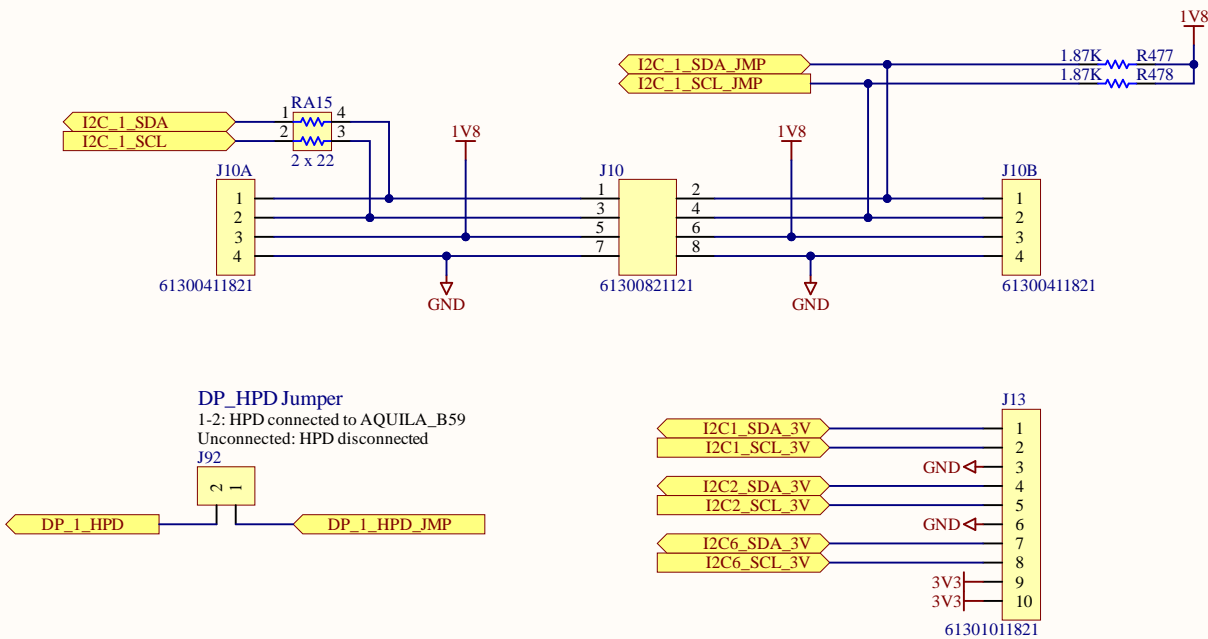 1V8
I2C_1_SDA_JMP 1.87K R477
I2C_1_SCL_JMP 1.87K R478
RA15
I2C_1_SDA 1 4
I2C_1_SCL 2 3
2 x 22
1V8 1V8
J10A J10 J10B
1 1 2 1
2 3 4 2
3 5 6 3
4 7 8 4
61300411821 61300821121 61300411821
GND GND
DP_HPD Jumper
1-2: HPD connected to AQUILA_B59
Unconnected: HPD disconnected
J92
2 1
DP_1_HPD DP_1_HPD_JMP
J13
I2C1_SDA_3V 1
I2C1_SCL_3V 2
GND 3
I2C2_SDA_3V 4
I2C2_SCL_3V 5
GND 6
I2C6_SDA_3V 7
I2C6_SCL_3V 8
3V3 9
3V3 10
61301011821